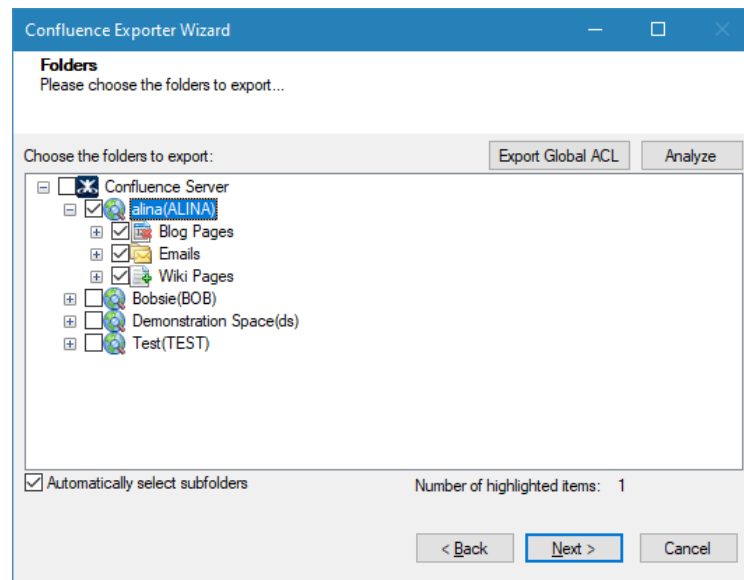 Confluence Exporter Wizard
Folders
Please choose the folders to export...
Choose the folders to export:
Export Global ACL
Analyze
Confluence Server
alina(ALINA)
Blog Pages
Emails
Wiki Pages
Bobsie(BOB)
Demonstration Space(ds)
Test(TEST)
Automatically select subfolders
Number of highlighted items: 1
< Back
Next >
Cancel